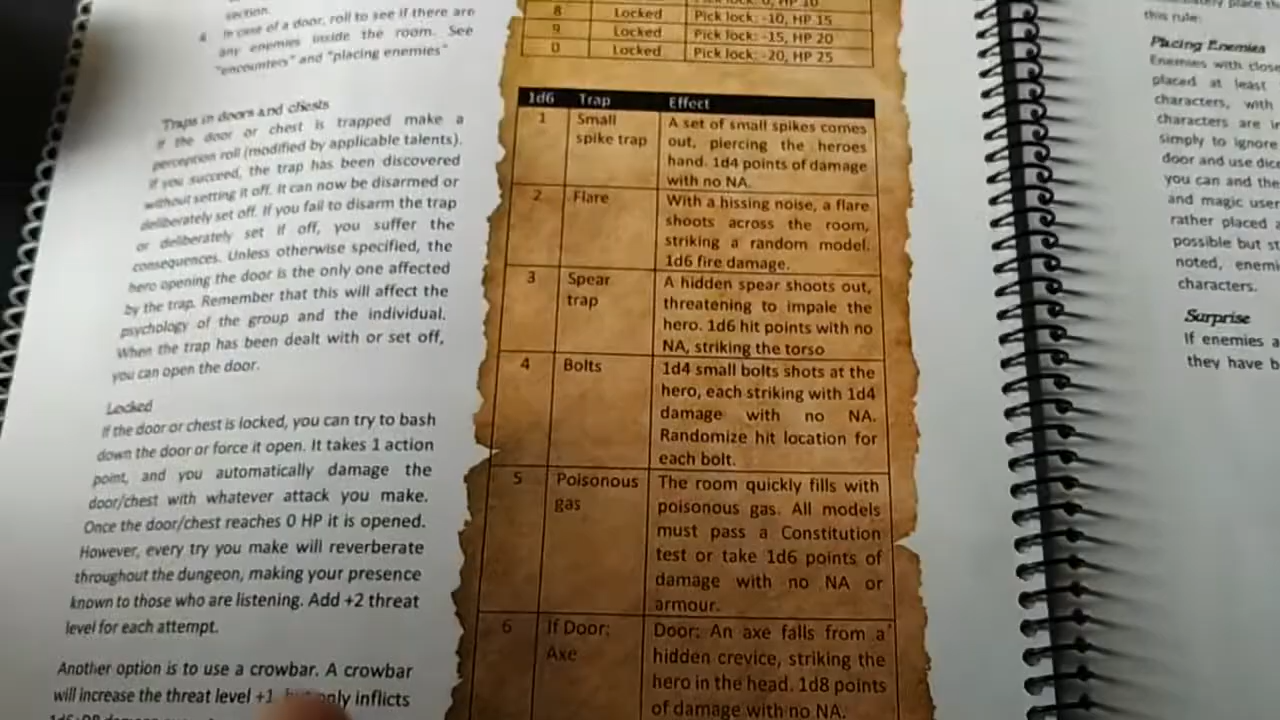 section.
4. In case of a door, roll to see if there are
any enemies inside the room. See
"encounters" and "placing enemies"
Traps in doors and chests
If the door or chest is trapped make a
perception roll (modified by applicable talents).
If you succeed, the trap has been discovered
without setting it off. It can now be disarmed or
deliberately set off. If you fail to disarm the trap
or deliberately set if off, you suffer the
consequences. Unless otherwise specified, the
hero opening the door is the only one affected
by the trap. Remember that this will affect the
psychology of the group and the individual.
When the trap has been dealt with or set off,
you can open the door.
Locked
If the door or chest is locked, you can try to bash
down the door or force it open. It takes 1 action
point, and you automatically damage the
door/chest with whatever attack you make.
Once the door/chest reaches 0 HP it is opened.
However, every try you make will reverberate
throughout the dungeon, making your presence
known to those who are listening. Add +2 threat
level for each attempt.
Another option is to use a crowbar. A crowbar
will increase the threat level +1, but only inflicts
8 Locked Pick lock: -10, HP 15
9 Locked Pick lock: -15, HP 20
0 Locked Pick lock: -20, HP 25
1d6 Trap Effect
1 Small A set of small spikes comes
spike trap out, piercing the heroes
hand. 1d4 points of damage
with no NA.
2 Flare With a hissing noise, a flare
shoots across the room,
striking a random model.
1d6 fire damage.
3 Spear A hidden spear shoots out,
trap threatening to impale the
hero. 1d6 hit points with no
NA, striking the torso
4 Bolts 1d4 small bolts shots at the
hero, each striking with 1d4
damage with no NA.
Randomize hit location for
each bolt.
5 Poisonous The room quickly fills with
gas poisonous gas. All models
must pass a Constitution
test or take 1d6 points of
damage with no NA or
armour.
6 If Door: Door: An axe falls from a
Axe hidden crevice, striking the
hero in the head. 1d8 points
of damage with no NA.
place
this rule:
Placing Enemies
Enemies with close
placed at least
characters, with
characters are
simply to ignore
door and use dice
you can and the
and magic user
rather placed
possible but
noted,
characters.
Surprise
If enemies
they have